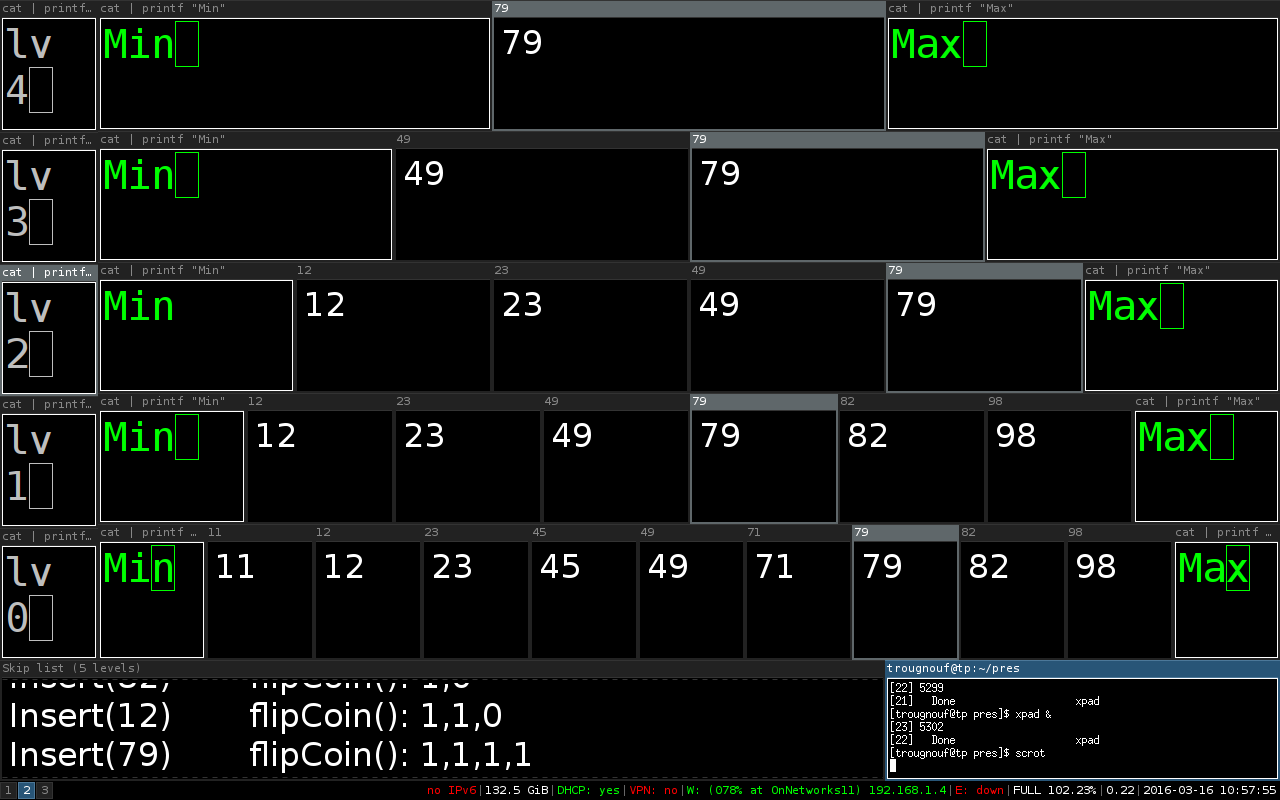 cat | printf… cat | printf "Min" 79 cat | printf "Max"
lv Min 79 Max
4
cat | printf… cat | printf "Min" 49 79 cat | printf "Max"
lv Min 49 79 Max
3
cat | printf… cat | printf "Min" 12 23 49 79 cat | printf "Max"
lv Min 12 23 49 79 Max
2
cat | printf… cat | printf "Min" 12 23 49 79 82 98 cat | printf "Max"
lv Min 12 23 49 79 82 98 Max
1
cat | printf… cat | printf … 11 12 23 45 49 71 79 82 98 cat | printf …
lv Min 11 12 23 45 49 71 79 82 98 Max
0
Skip list (5 levels)
Insert(82) flipCoin(): 1,0
Insert(12) flipCoin(): 1,1,0
Insert(79) flipCoin(): 1,1,1,1
trougnouf@tp:~/pres
[22] 5299
[21] Done xpad
[trougnouf@tp pres]$ xpad &
[23] 5302
[22] Done xpad
[trougnouf@tp pres]$ scrot
1 2 3 no IPv6|132.5 GiB|DHCP: yes|VPN: no|W: (078% at OnNetworks11) 192.168.1.4|E: down|FULL 102.23%|0.22|2016-03-16 10:57:55